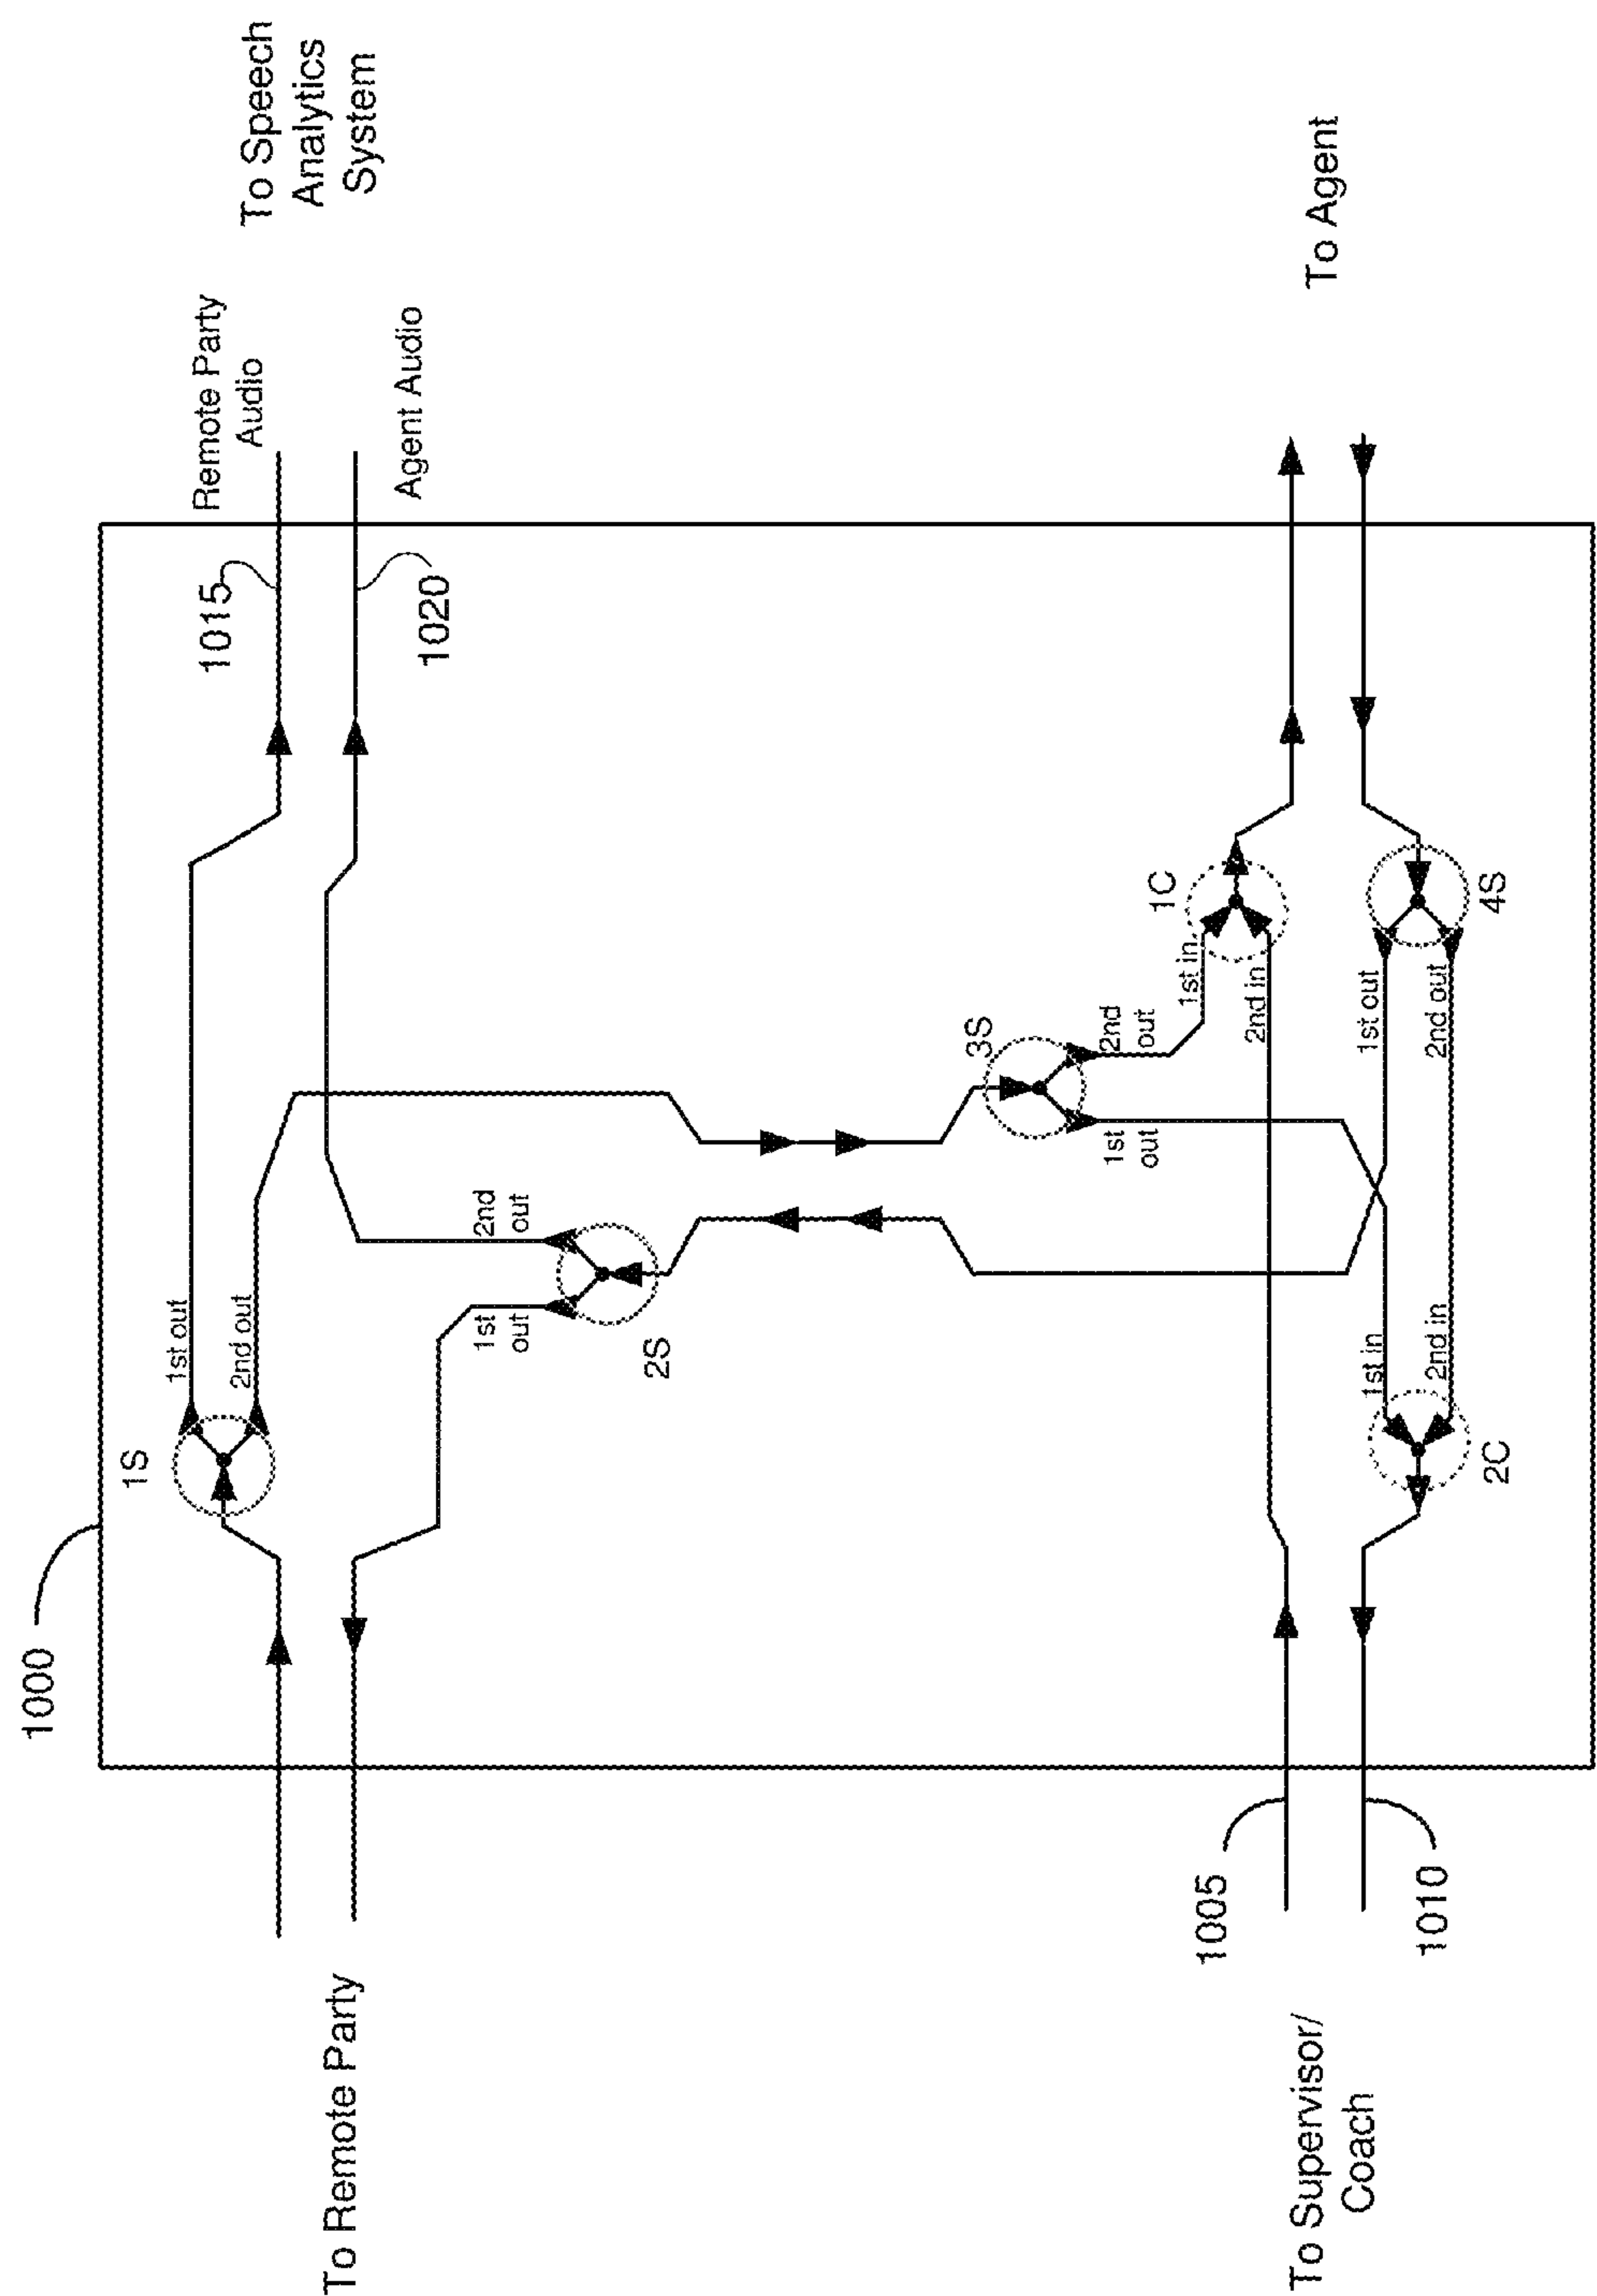 1000
To Remote Party
1S
1st out
2nd out
2S
1st
out
2nd
out
1015
1020
Remote Party
Audio
Agent Audio
To Speech
Analytics
System
3S
1st
out
2nd
out
1C
1st in
2nd in
4S
1st out
2nd out
2C
1st in
2nd in
1005
1010
To Supervisor/
Coach
To Agent